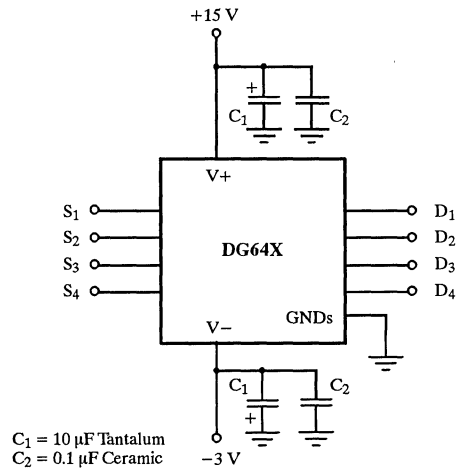 +15 V
+
C1
C2
V+
S1
D1
S2
D2
DG64X
S3
D3
S4
D4
GNDs
V−
C1
C2
+
C1 = 10 μF Tantalum
C2 = 0.1 μF Ceramic
−3 V